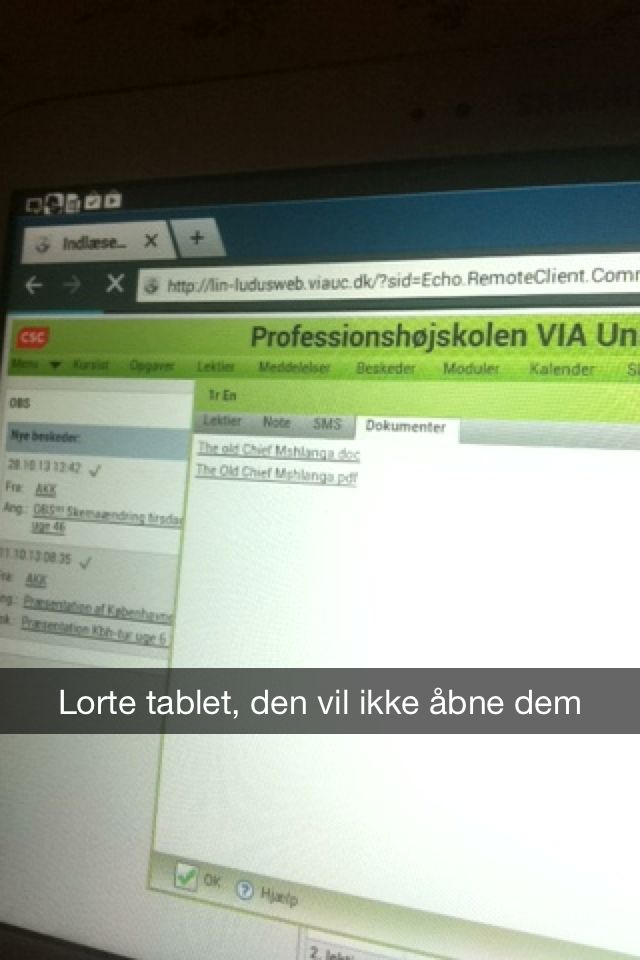 Indlæse...
http://lin-ludusweb.viauc.dk/?sid=Echo.RemoteClient.Comm
CSC
Professionshøjskolen VIA Un
Menu Kursist Opgaver Lektier Meddelelser Beskeder Moduler Kalender
1r En
OBS
Lektier Note SMS Dokumenter
Nye beskeder:
The old Chief Mshlanga.doc
The Old Chief Mshlanga.pdf
28.10.13 13:42
Fra: AKK
Ang.: OBS!!! Skemaændring tirsdag
uge 46
11.10.13 08:35
Fra: AKK
Ang.: Præsentation af Københavns
Præsentation Kbh-tur uge 6
Lorte tablet, den vil ikke åbne dem
OK Hjælp
2. lekti